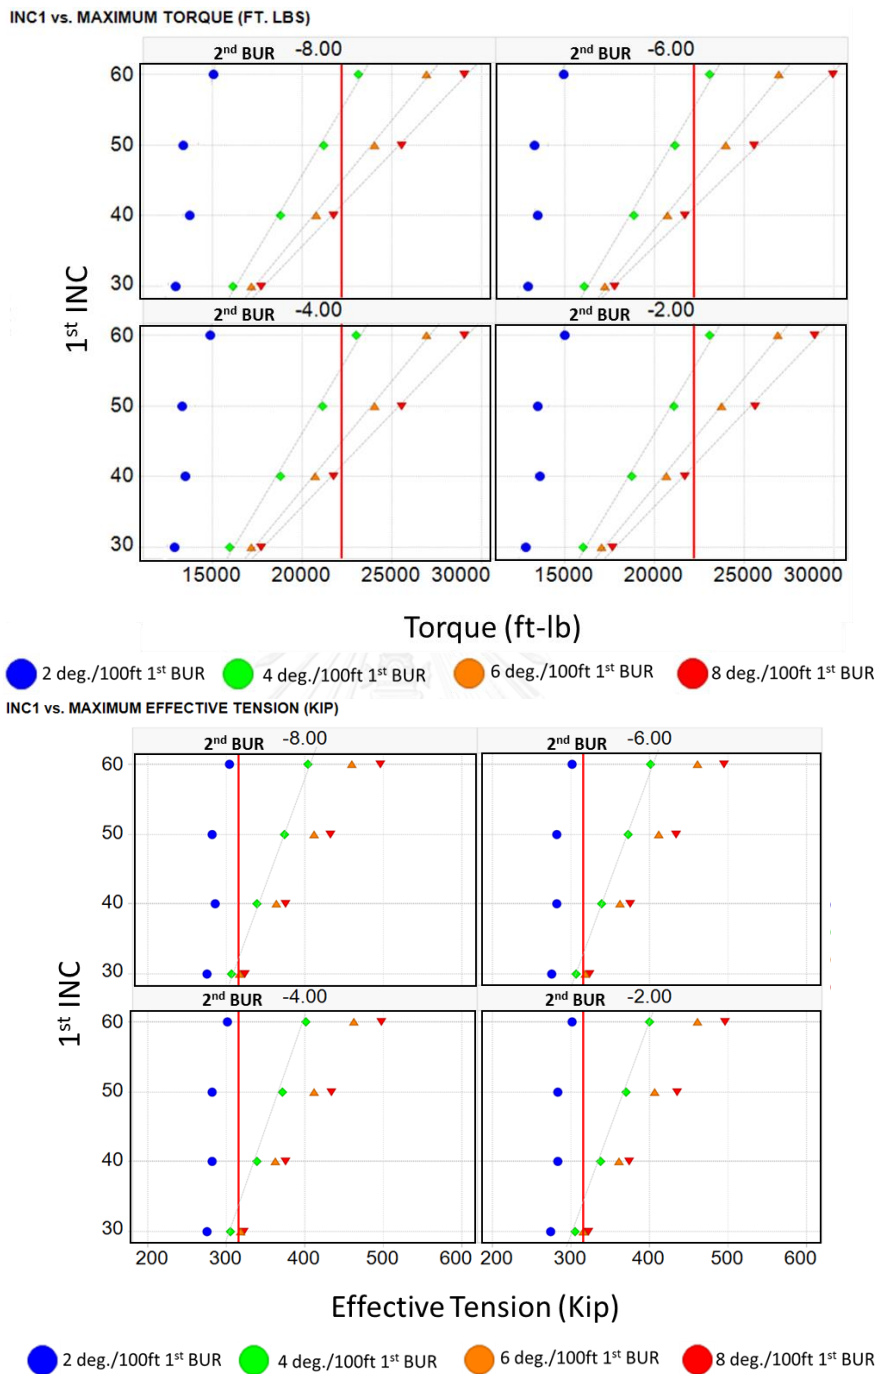 INC1 vs. MAXIMUM TORQUE (FT. LBS)
2nd BUR -8.00 2nd BUR -6.00
60
50
40
30
1st INC
2nd BUR -4.00 2nd BUR -2.00
60
50
40
30
15000 20000 25000 30000 15000 20000 25000 30000
Torque (ft-lb)
2 deg./100ft 1st BUR 4 deg./100ft 1st BUR 6 deg./100ft 1st BUR 8 deg./100ft 1st BUR
INC1 vs. MAXIMUM EFFECTIVE TENSION (KIP)
2nd BUR -8.00 2nd BUR -6.00
60
50
40
30
1st INC
2nd BUR -4.00 2nd BUR -2.00
60
50
40
30
200 300 400 500 600 200 300 400 500 600
Effective Tension (Kip)
2 deg./100ft 1st BUR 4 deg./100ft 1st BUR 6 deg./100ft 1st BUR 8 deg./100ft 1st BUR